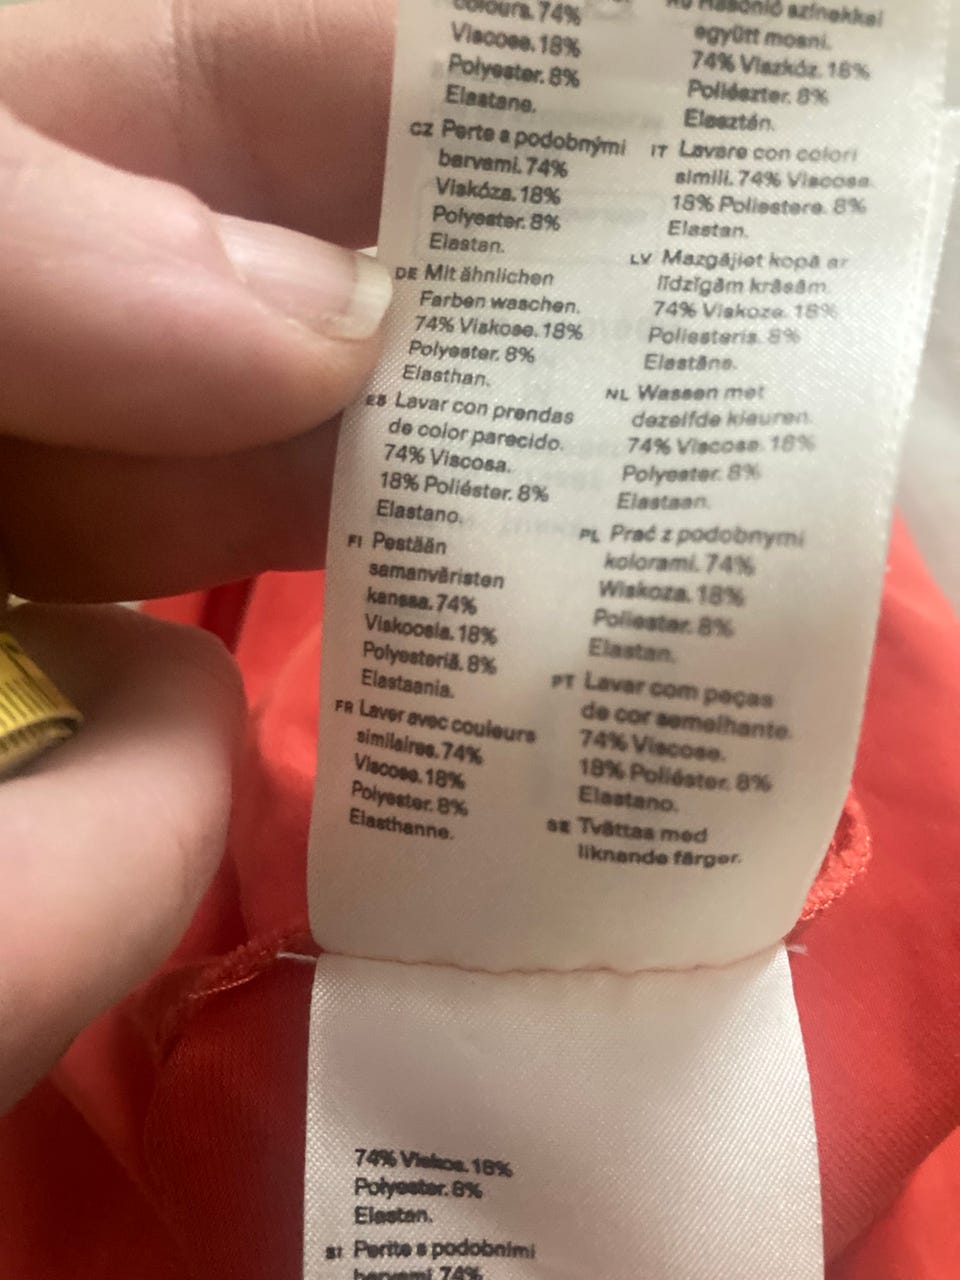 colours. 74%
Viscose. 18%
Polyester. 8%
Elastane.
CZ Perte s podobnými
barvami. 74%
Viskóza. 18%
Polyester. 8%
Elastan.
DE Mit ähnlichen
Farben waschen.
74% Viskose. 18%
Polyester. 8%
Elasthan.
ES Lavar con prendas
de color parecido.
74% Viscosa.
18% Poliéster. 8%
Elastano.
FI Pestään
samanväristen
kanssa. 74%
Viskoosia. 18%
Polyesteriä. 8%
Elastaania.
FR Laver avec couleurs
similaires. 74%
Viscose. 18%
Polyester. 8%
Elasthanne.
HU Hasonló színekkel
együtt mosni.
74% Viszkóz. 18%
Poliészter. 8%
Elasztán.
IT Lavare con colori
simili. 74% Viscosa.
18% Poliestere. 8%
Elastan.
LV Mazgājiet kopā ar
līdzīgām krāsām.
74% Viskoze. 18%
Poliesteris. 8%
Elastāns.
NL Wassen met
dezelfde kleuren.
74% Viscose. 18%
Polyester. 8%
Elastaan.
PL Prać z podobnymi
kolorami. 74%
Wiskoza. 18%
Poliester. 8%
Elastan.
PT Lavar com peças
de cor semelhante.
74% Viscose.
18% Poliéster. 8%
Elastano.
SE Tvättas med
liknande färger.
74% Viskos. 18%
Polyester. 8%
Elastan.
SI Perite s podobnimi
barvami. 74%